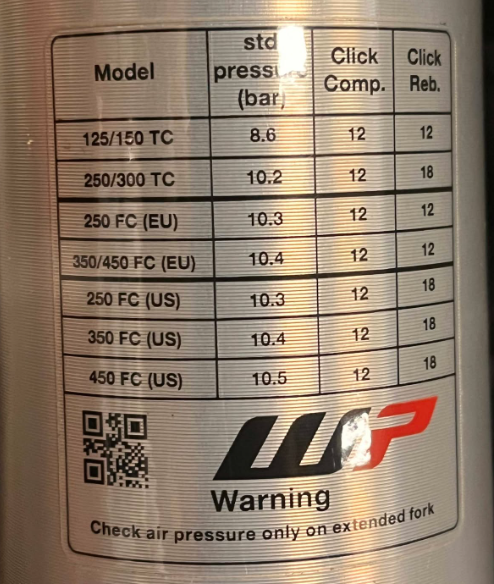 Model std pressure (bar) Click Comp. Click Reb.
125/150 TC 8.6 12 12
250/300 TC 10.2 12 18
250 FC (EU) 10.3 12 12
350/450 FC (EU) 10.4 12 12
250 FC (US) 10.3 12 18
350 FC (US) 10.4 12 18
450 FC (US) 10.5 12 18
WP
Warning
Check air pressure only on extended fork